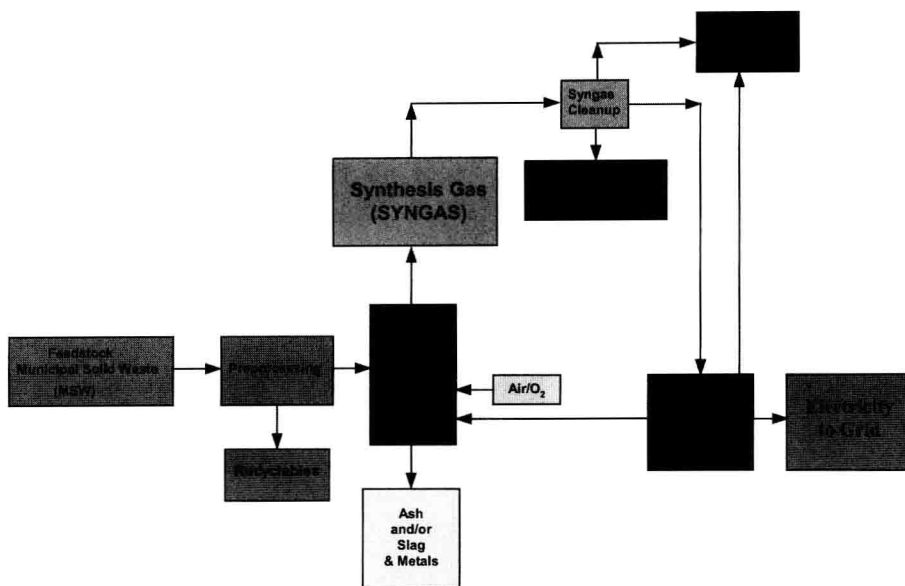 Syngas
Cleanup
Synthesis Gas
(SYNGAS)
Feedstock
Municipal Solid Waste
(MSW)
Preprocessing
Air/O₂
Electricity
to Grid
Recyclables
Ash
and/or
Slag
& Metals